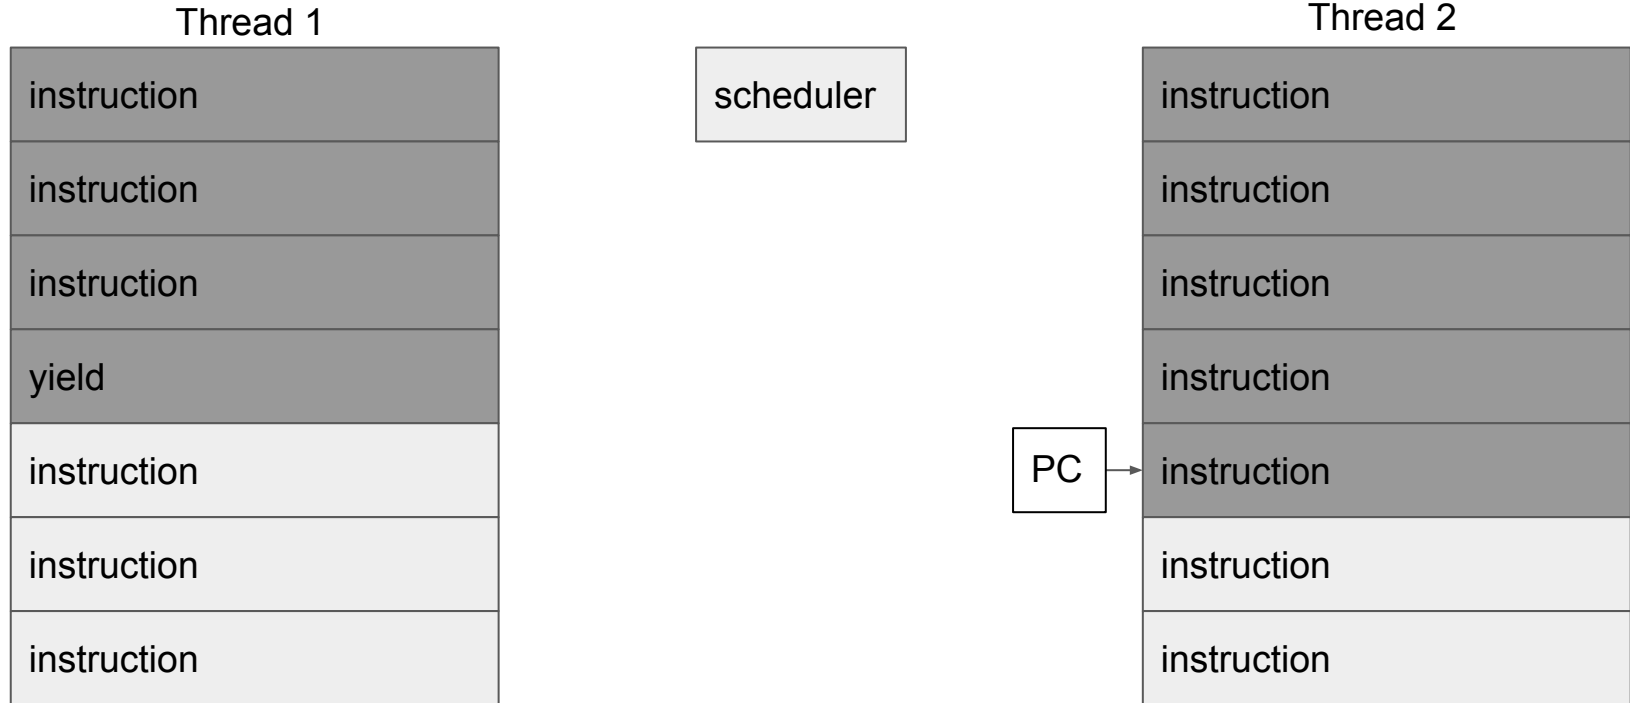 Thread 1
instruction
instruction
instruction
yield
instruction
instruction
instruction
scheduler
PC
Thread 2
instruction
instruction
instruction
instruction
instruction
instruction
instruction